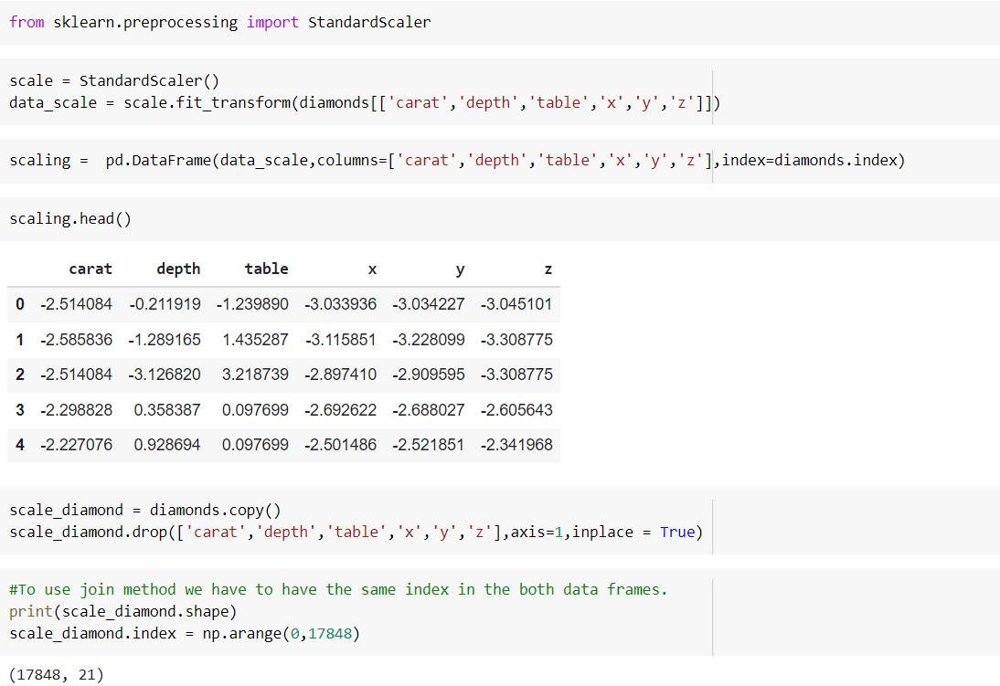 from sklearn.preprocessing import StandardScaler
scale = StandardScaler()
data_scale = scale.fit_transform(diamonds[['carat','depth','table','x','y','z']])
scaling =  pd.DataFrame(data_scale,columns=['carat','depth','table','x','y','z'],index=diamonds.index)
scaling.head()
carat depth table x y z
0 -2.514084 -0.211919 -1.239890 -3.033936 -3.034227 -3.045101
1 -2.585836 -1.289165 1.435287 -3.115851 -3.228099 -3.308775
2 -2.514084 -3.126820 3.218739 -2.897410 -2.909595 -3.308775
3 -2.298828 0.358387 0.097699 -2.692622 -2.688027 -2.605643
4 -2.227076 0.928694 0.097699 -2.501486 -2.521851 -2.341968
scale_diamond = diamonds.copy()
scale_diamond.drop(['carat','depth','table','x','y','z'],axis=1,inplace = True)
#To use join method we have to have the same index in the both data frames.
print(scale_diamond.shape)
scale_diamond.index = np.arange(0,17848)
(17848, 21)